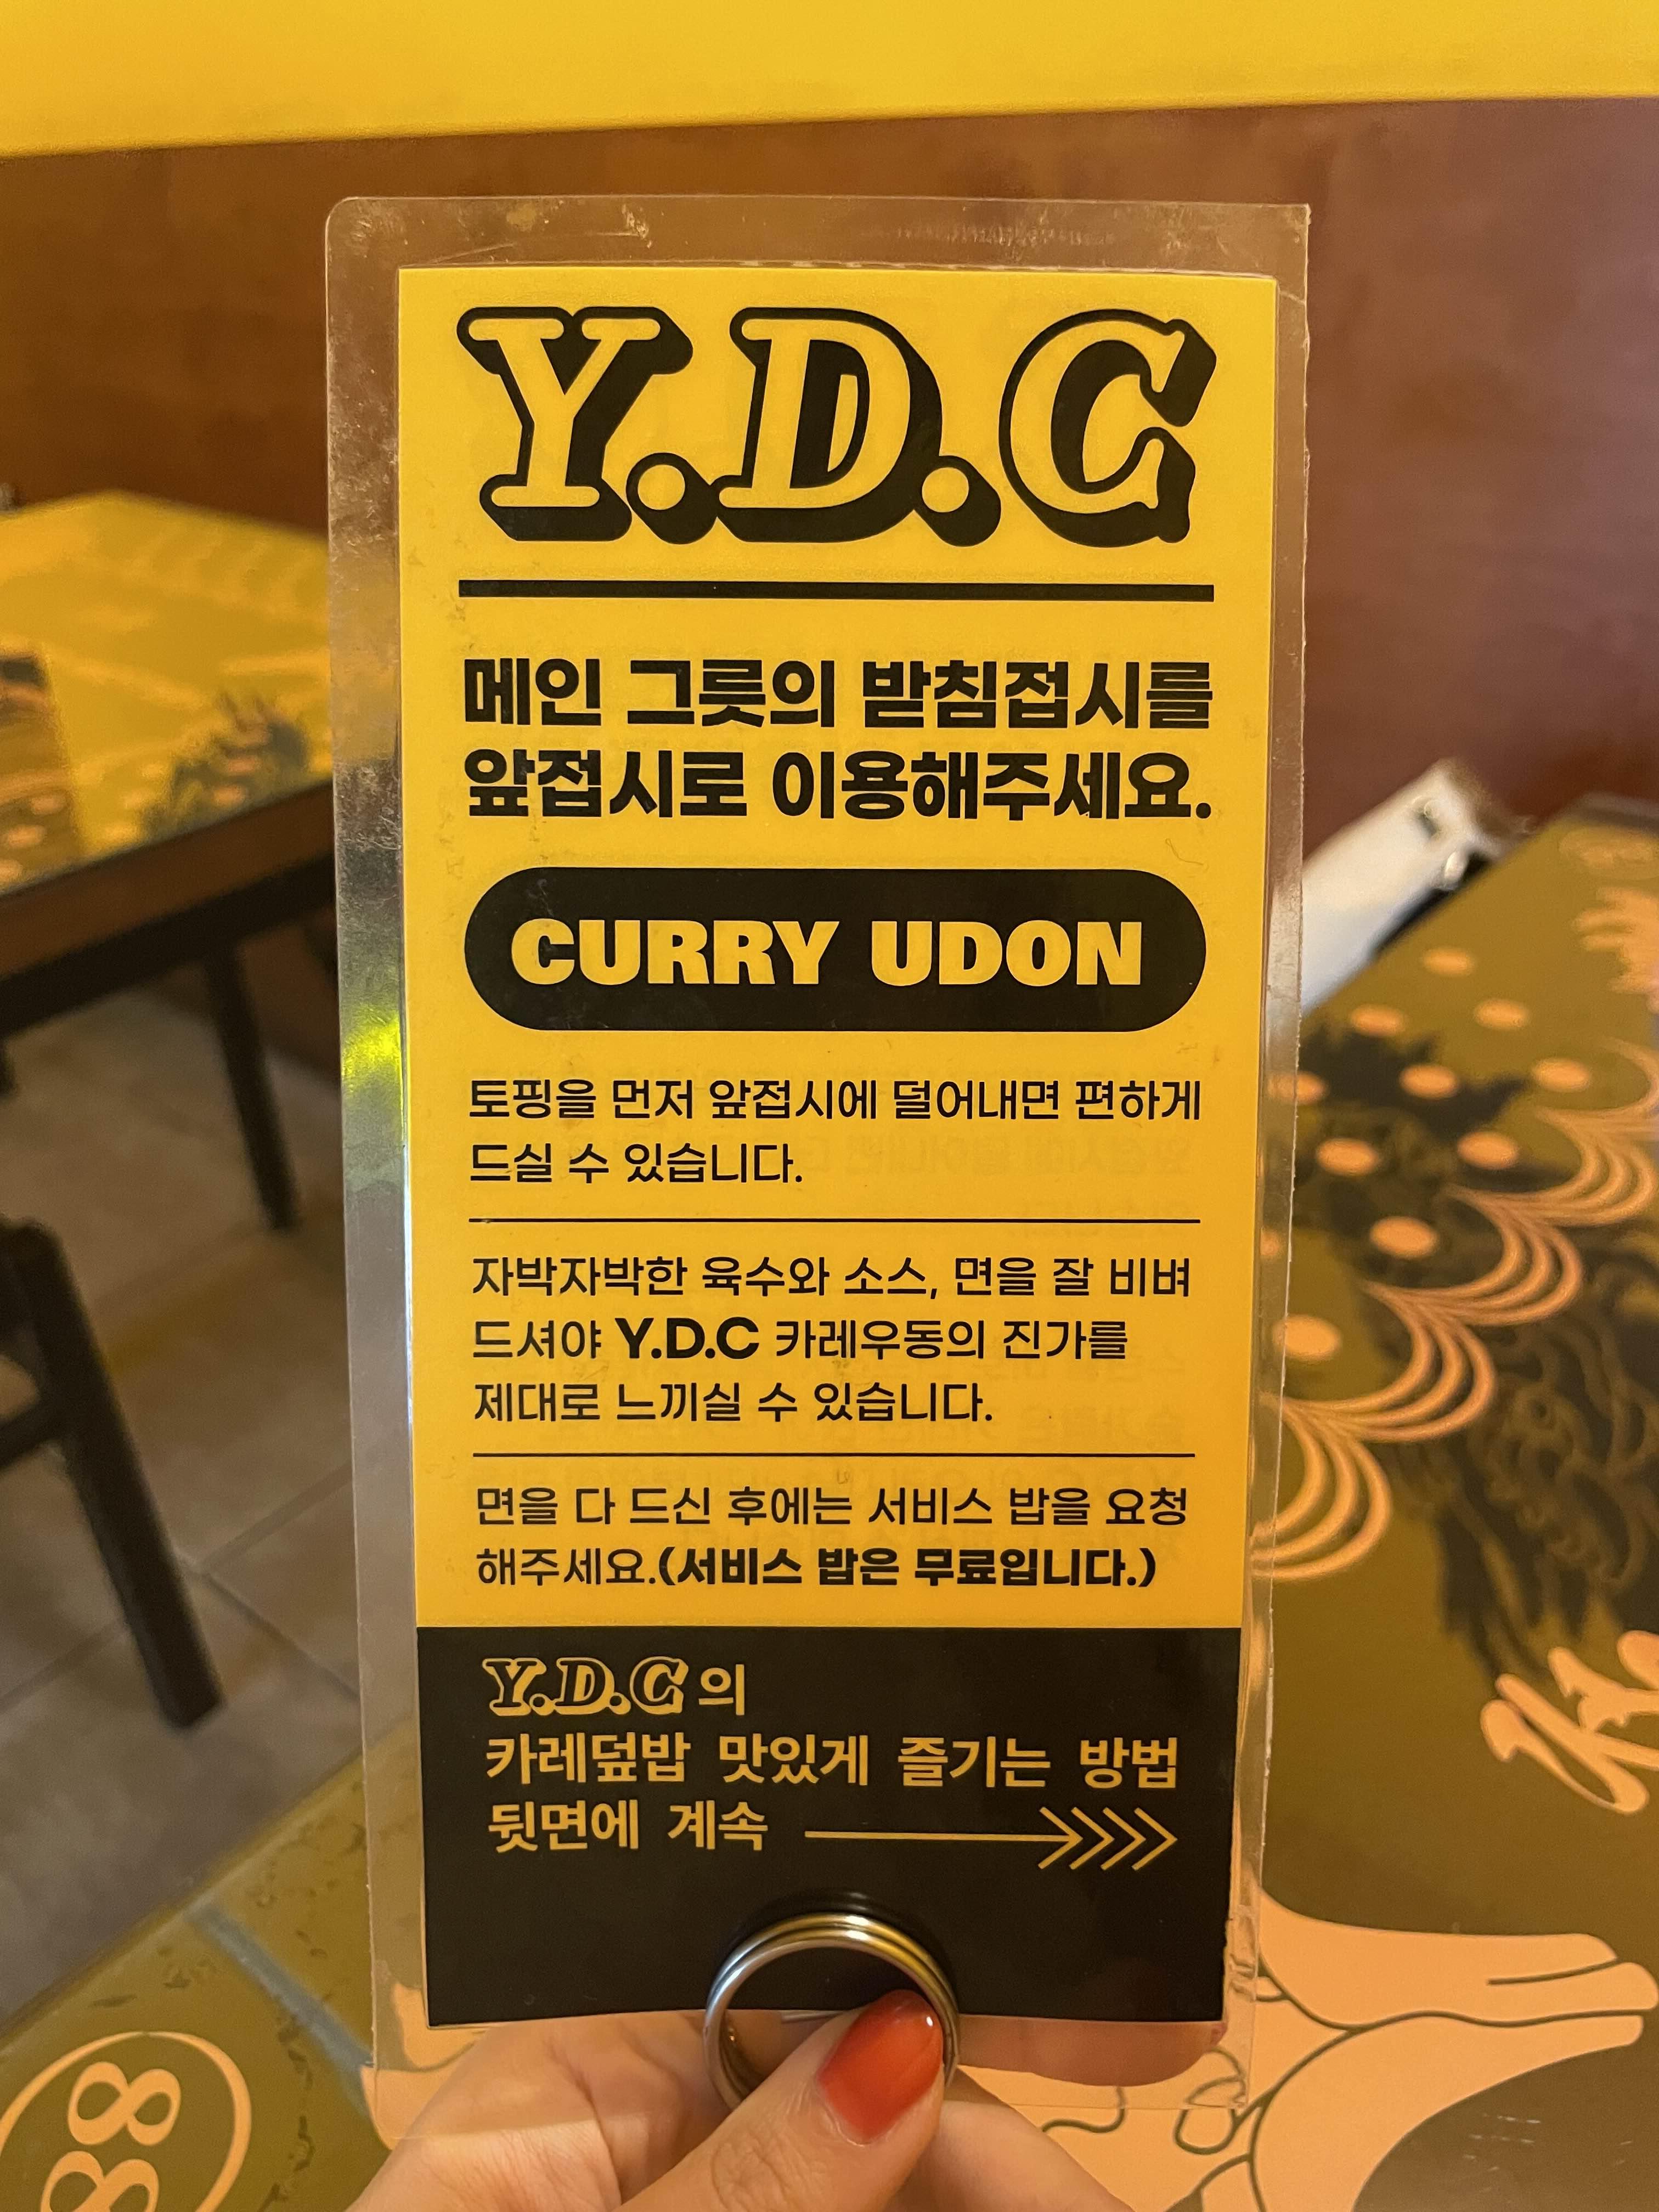 Y.D.C
메인 그릇의 받침접시를
앞접시로 이용해주세요.
CURRY UDON
토핑을 먼저 앞접시에 덜어내면 편하게
드실 수 있습니다.
자박자박한 육수와 소스, 면을 잘 비벼
드셔야 Y.D.C 카레우동의 진가를
제대로 느끼실 수 있습니다.
면을 다 드신 후에는 서비스 밥을 요청
해주세요.(서비스 밥은 무료입니다.)
Y.D.C의
카레덮밥 맛있게 즐기는 방법
뒷면에 계속
88
88